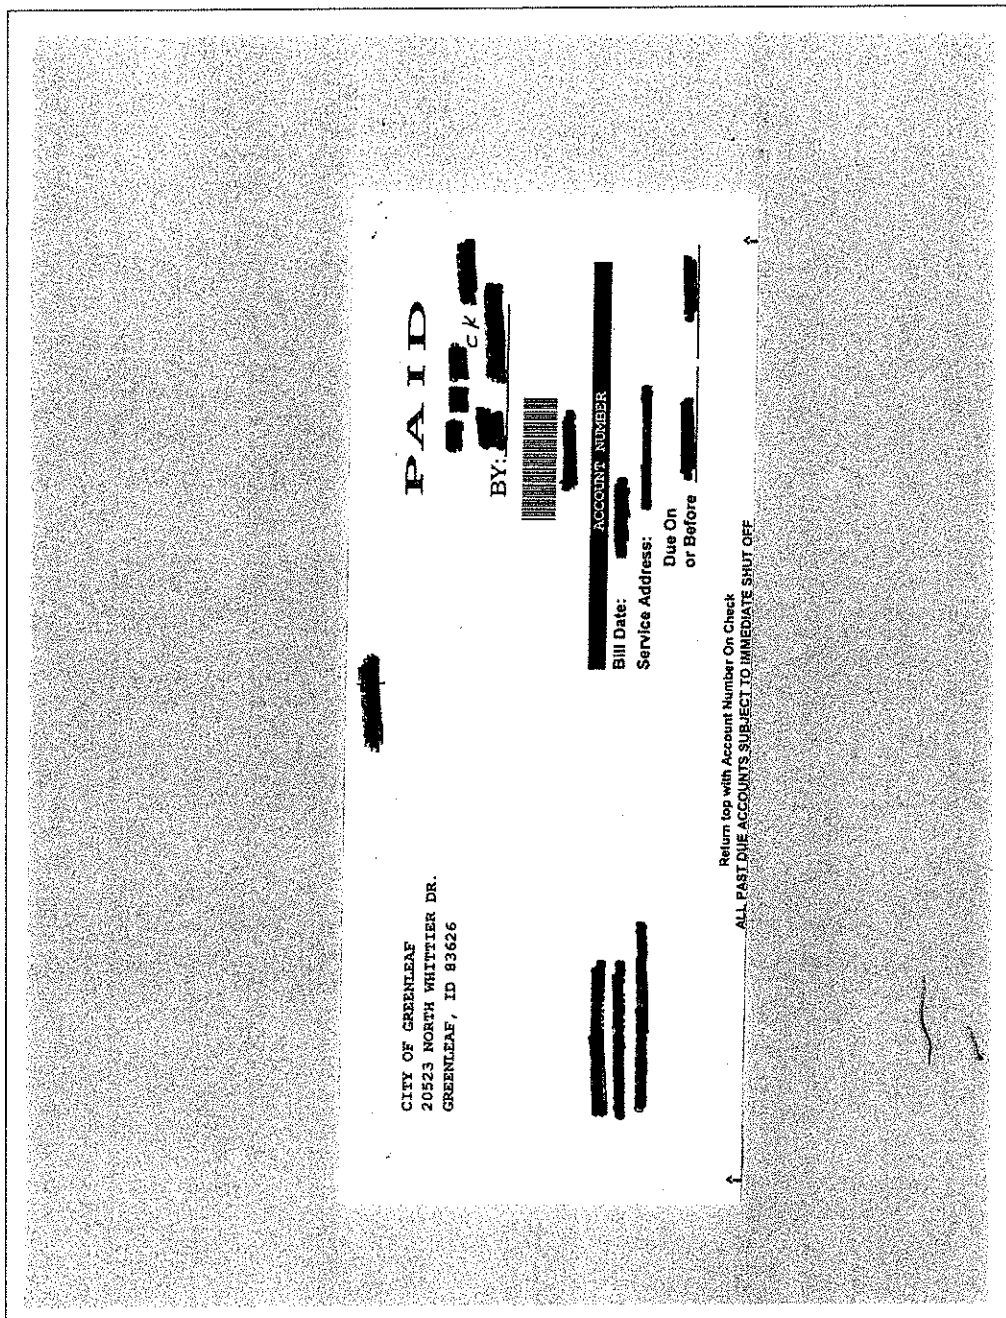 CITY OF GREENLEAF
20523 NORTH WHITTIER DR.
GREENLEAF, ID 83626
PAID
CK
BY:
ACCOUNT NUMBER
Bill Date:
Service Address:
Due On
or Before
Return top with Account Number On Check
ALL PAST DUE ACCOUNTS SUBJECT TO IMMEDIATE SHUT OFF